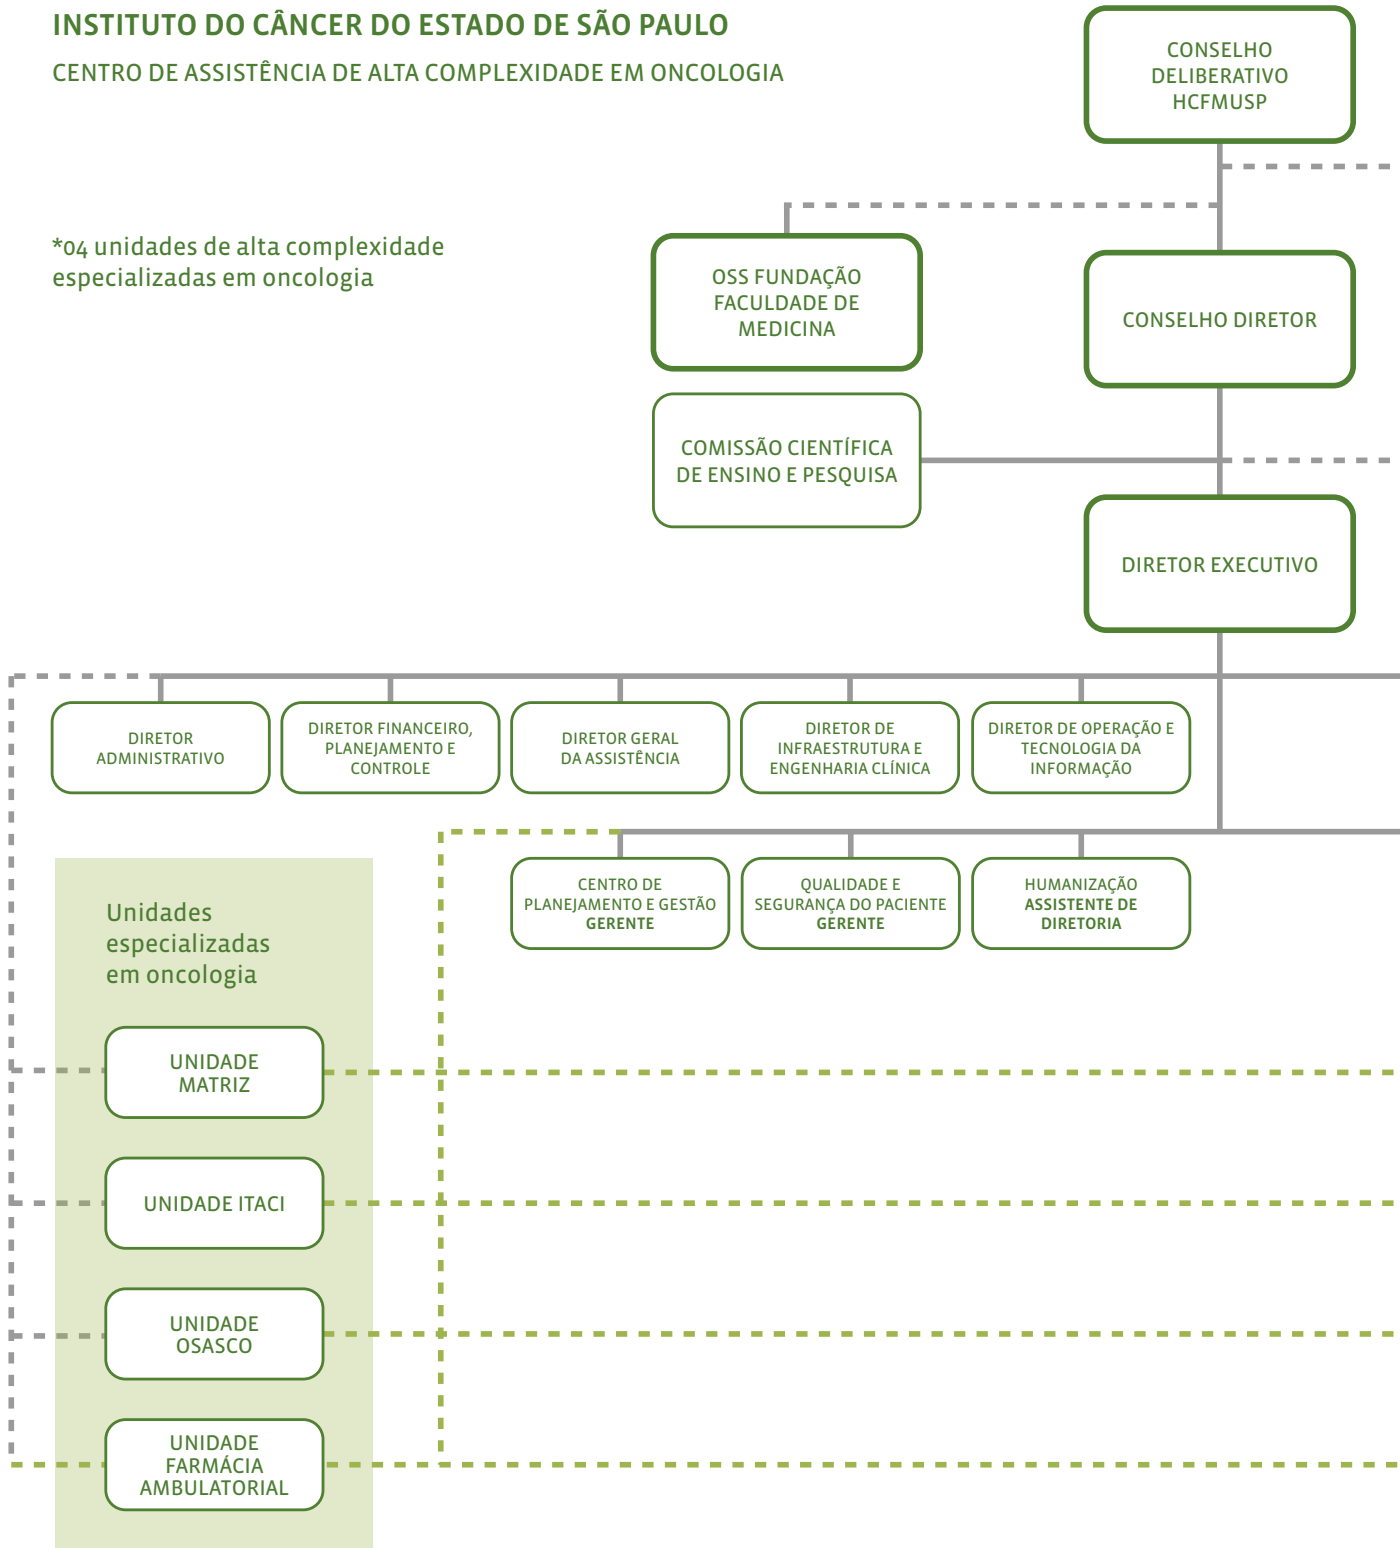 INSTITUTO DO CÂNCER DO ESTADO DE SÃO PAULO
CENTRO DE ASSISTÊNCIA DE ALTA COMPLEXIDADE EM ONCOLOGIA
CONSELHO
DELIBERATIVO
HCFMUSP
*04 unidades de alta complexidade
especializadas em oncologia
OSS FUNDAÇÃO
FACULDADE DE
MEDICINA
CONSELHO DIRETOR
COMISSÃO CIENTÍFICA
DE ENSINO E PESQUISA
DIRETOR EXECUTIVO
DIRETOR
ADMINISTRATIVO
DIRETOR FINANCEIRO,
PLANEJAMENTO E
CONTROLE
DIRETOR GERAL
DA ASSISTÊNCIA
DIRETOR DE
INFRAESTRUTURA E
ENGENHARIA CLÍNICA
DIRETOR DE OPERAÇÃO E
TECNOLOGIA DA
INFORMAÇÃO
CENTRO DE
PLANEJAMENTO E GESTÃO
GERENTE
QUALIDADE E
SEGURANÇA DO PACIENTE
GERENTE
HUMANIZAÇÃO
ASSISTENTE DE
DIRETORIA
Unidades
especializadas
em oncologia
UNIDADE
MATRIZ
UNIDADE ITACI
UNIDADE
OSASCO
UNIDADE
FARMÁCIA
AMBULATORIAL